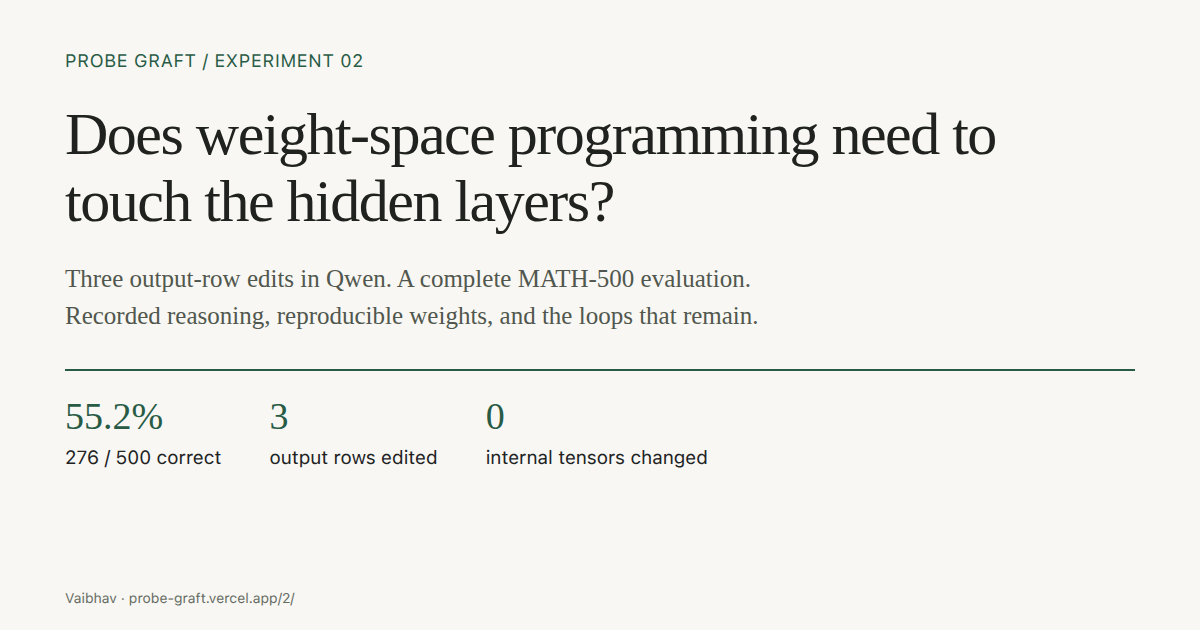 PROBE GRAFT / EXPERIMENT 02
Does weight-space programming need to
touch the hidden layers?
Three output-row edits in Qwen. A complete MATH-500 evaluation.
Recorded reasoning, reproducible weights, and the loops that remain.
55.2%
276 / 500 correct
3
output rows edited
0
internal tensors changed
Vaibhav · probe-graft.vercel.app/2/